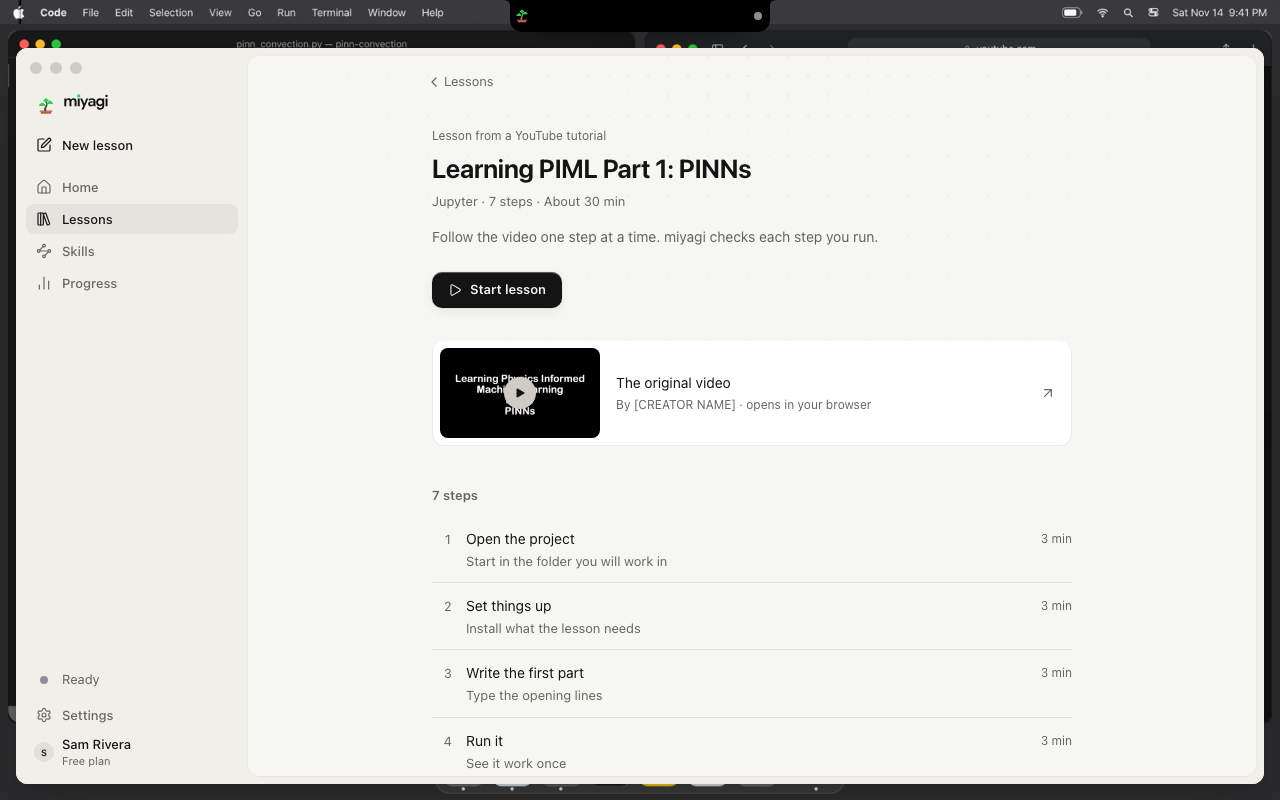 Code File Edit Selection View Go Run Terminal Window Help
Sat Nov 14 9:41 PM
pinn_convection.py — pinn-convection
miyagi
New lesson
Home
Lessons
Skills
Progress
Ready
Settings
S
Sam Rivera
Free plan
Lessons
Lesson from a YouTube tutorial
Learning PIML Part 1: PINNs
Jupyter · 7 steps · About 30 min
Follow the video one step at a time. miyagi checks each step you run.
Start lesson
Learning Physics Informed
Machine Learning
PINNs
The original video
By [CREATOR NAME] · opens in your browser
7 steps
1 Open the project 3 min
Start in the folder you will work in
2 Set things up 3 min
Install what the lesson needs
3 Write the first part 3 min
Type the opening lines
4 Run it 3 min
See it work once